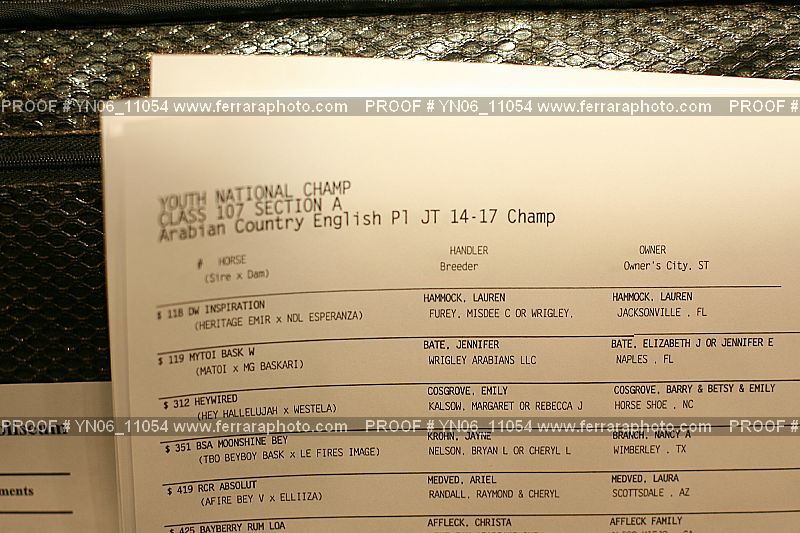 PROOF # YN06_11054 www.ferraraphoto.com PROOF # YN06_11054 www.ferraraphoto.com PROOF #
YOUTH NATIONAL CHAMP
CLASS 107 SECTION A
Arabian Country English Pl JT 14-17 Champ
# HORSE HANDLER OWNER
(Sire x Dam) Breeder Owner's City, ST
$ 118 DW INSPIRATION HAMMOCK, LAUREN HAMMOCK, LAUREN
(HERITAGE EMIR x NDL ESPERANZA) FUREY, MISDEE C OR WRIGLEY, JACKSONVILLE , FL
$ 119 MYTOI BASK W BATE, JENNIFER BATE, ELIZABETH J OR JENNIFER E
(MATOI x MG BASKARI) WRIGLEY ARABIANS LLC NAPLES , FL
$ 312 HEYWIRED COSGROVE, EMILY COSGROVE, BARRY & BETSY & EMILY
(HEY HALLELUJAH x WESTELA) KALSOW, MARGARET OR REBECCA J HORSE SHOE , NC
PROOF # YN06_11054 www.ferraraphoto.com PROOF # YN06_11054 www.ferraraphoto.com PROOF #
$ 351 BSA MOONSHINE BEY KROHN, JAYNE BRANCH, NANCY A
(TBO BEYBOY BASK x LE FIRES IMAGE) NELSON, BRYAN L OR CHERYL L WIMBERLEY , TX
$ 419 RCR ABSOLUT MEDVED, ARIEL MEDVED, LAURA
(AFIRE BEY V x ELLIIZA) RANDALL, RAYMOND & CHERYL SCOTTSDALE , AZ
ments
$ 425 BAYBERRY RUM LOA AFFLECK, CHRISTA AFFLECK FAMILY